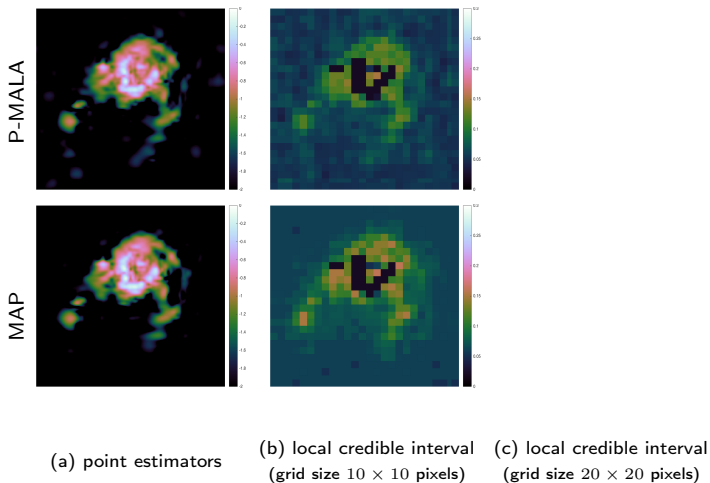 P-MALA
MAP
(a) point estimators
(b) local credible interval
(grid size 10 × 10 pixels)
(c) local credible interval
(grid size 20 × 20 pixels)